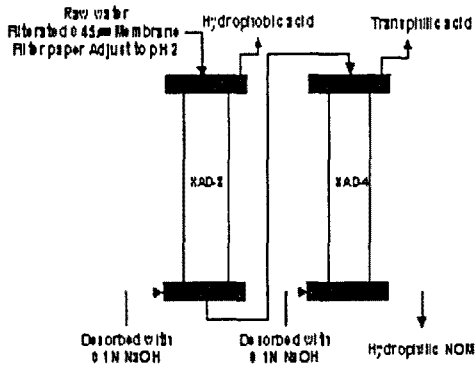 Raw water
Filterated 0.45㎛ Membrane
Filter paper Adjust to pH 2
Hydrophobic acid
Transphilic acid
XAD-8
XAD-4
Desorbed with
0.1N NaOH
Desorbed with
0.1N NaOH
Hydrophilic NOM